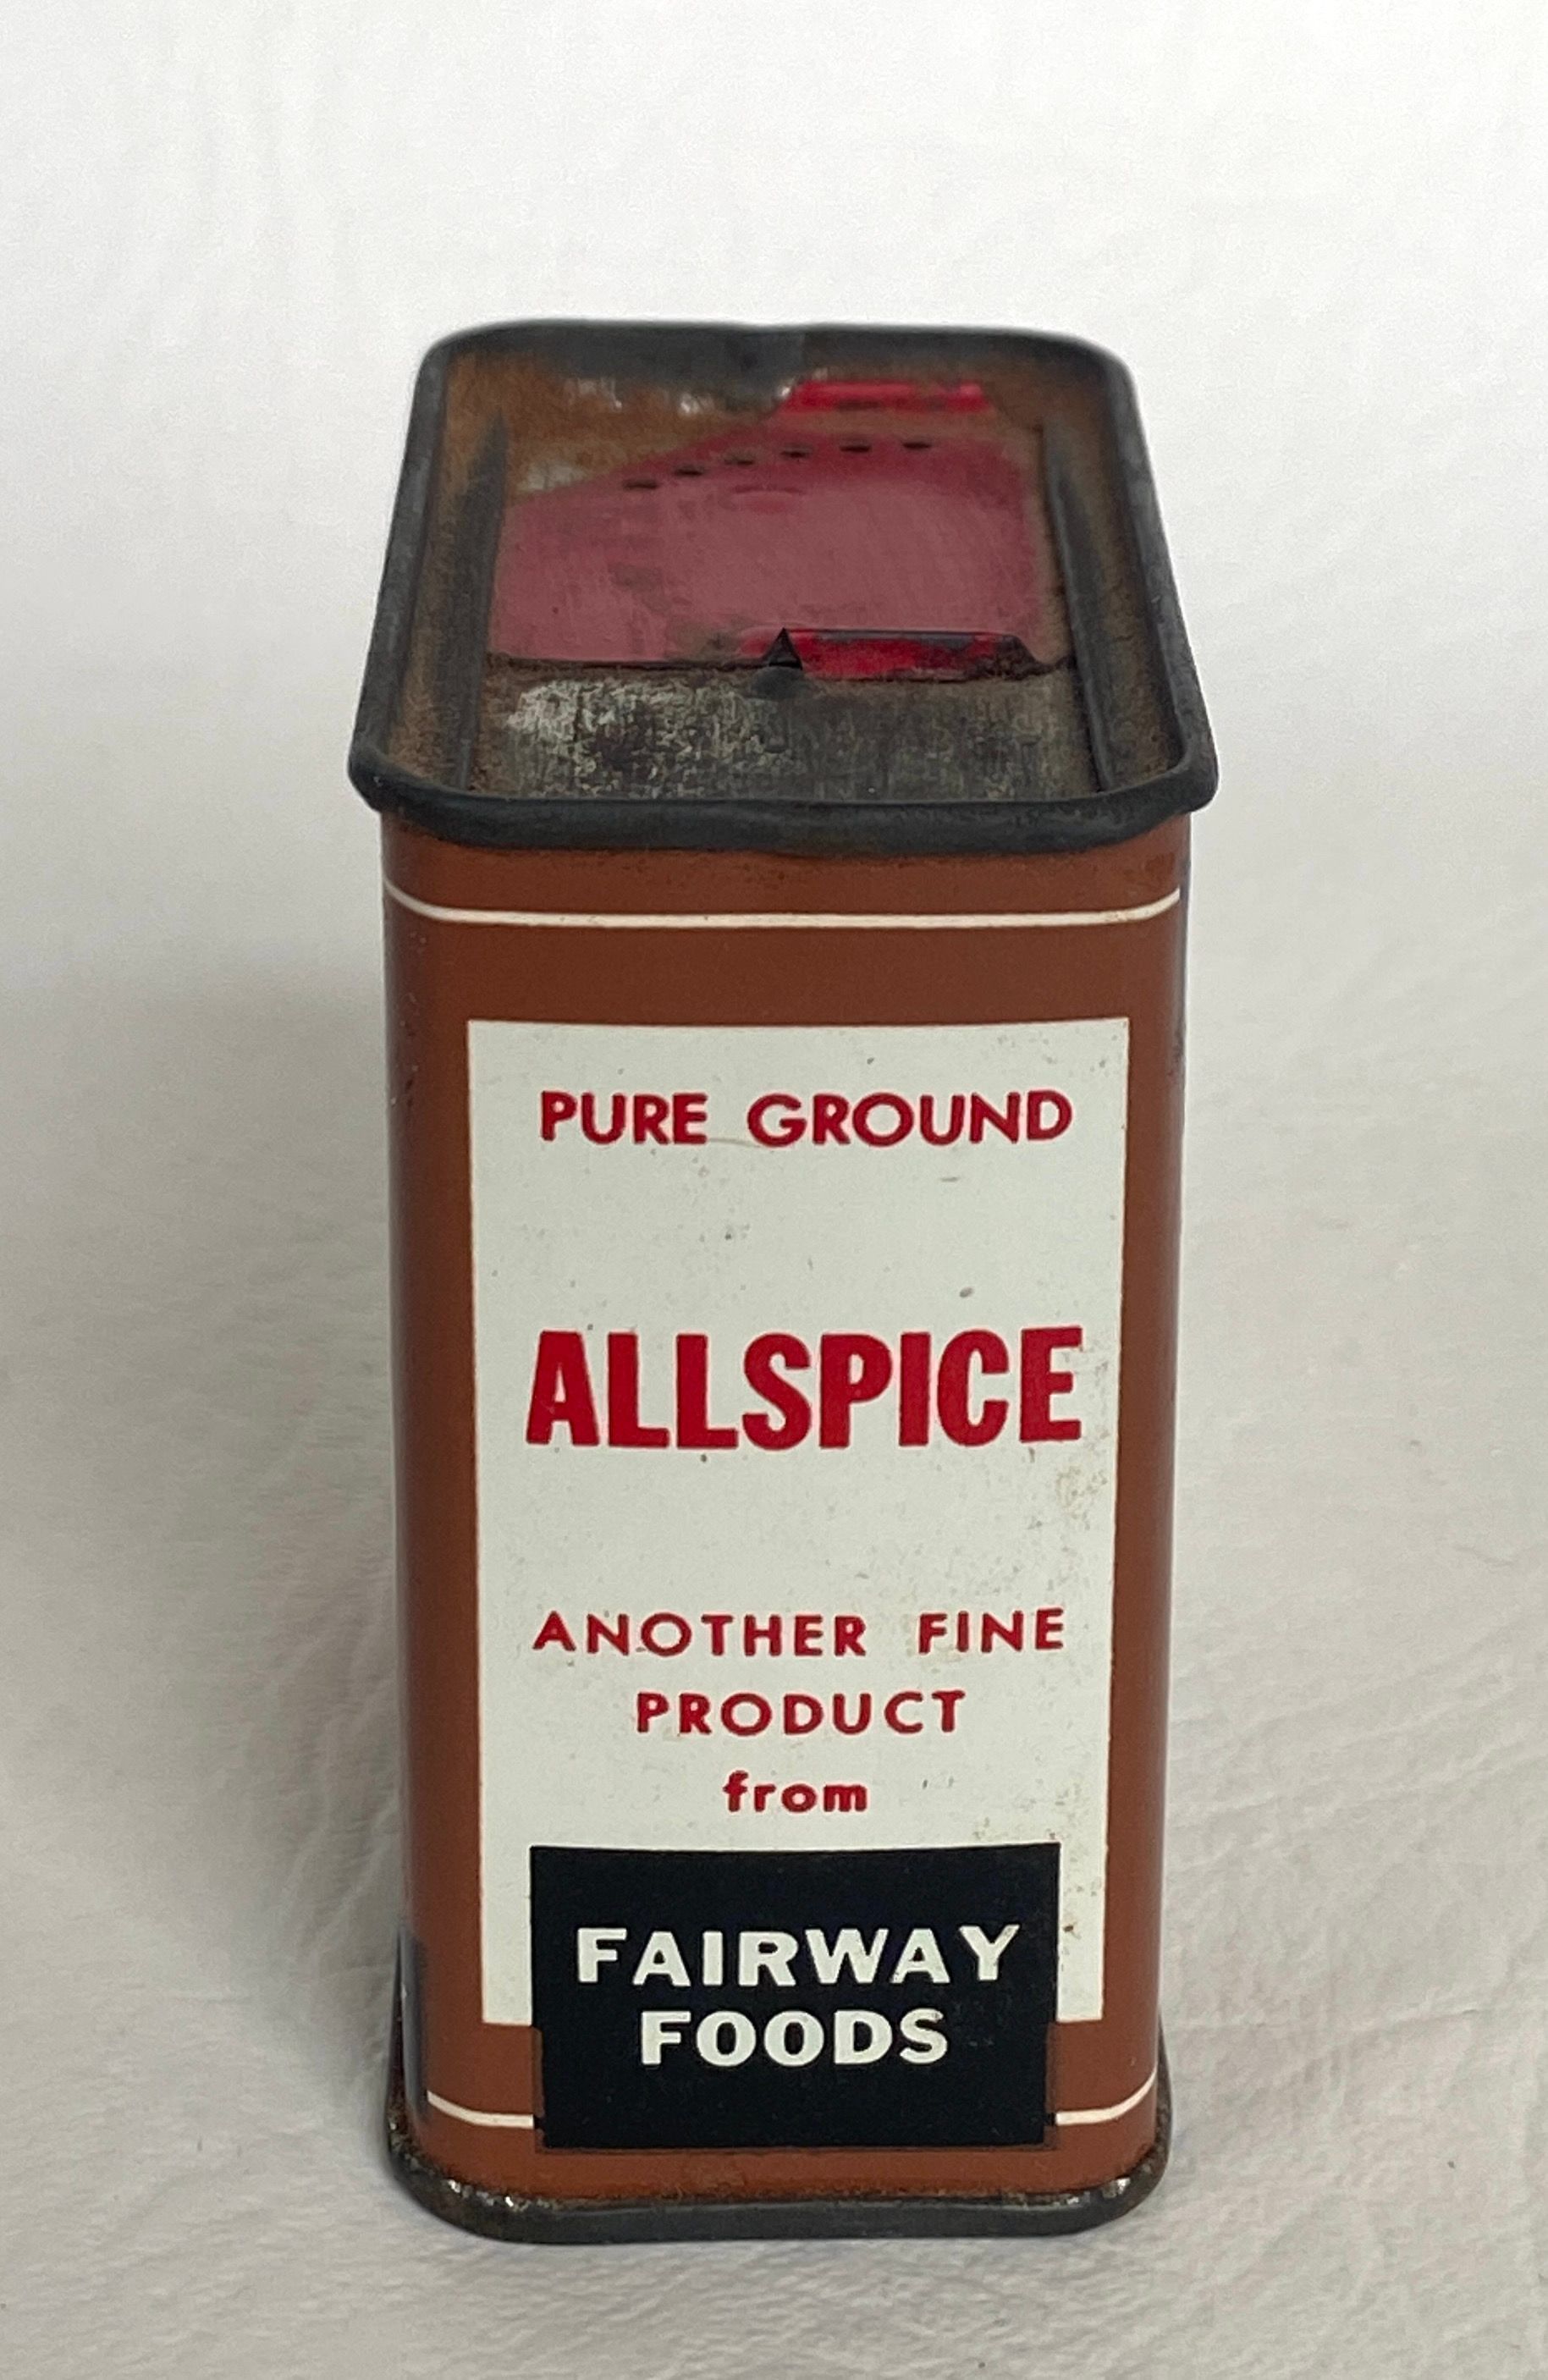 PURE GROUND
ALLSPICE
ANOTHER FINE
PRODUCT
from
FAIRWAY
FOODS